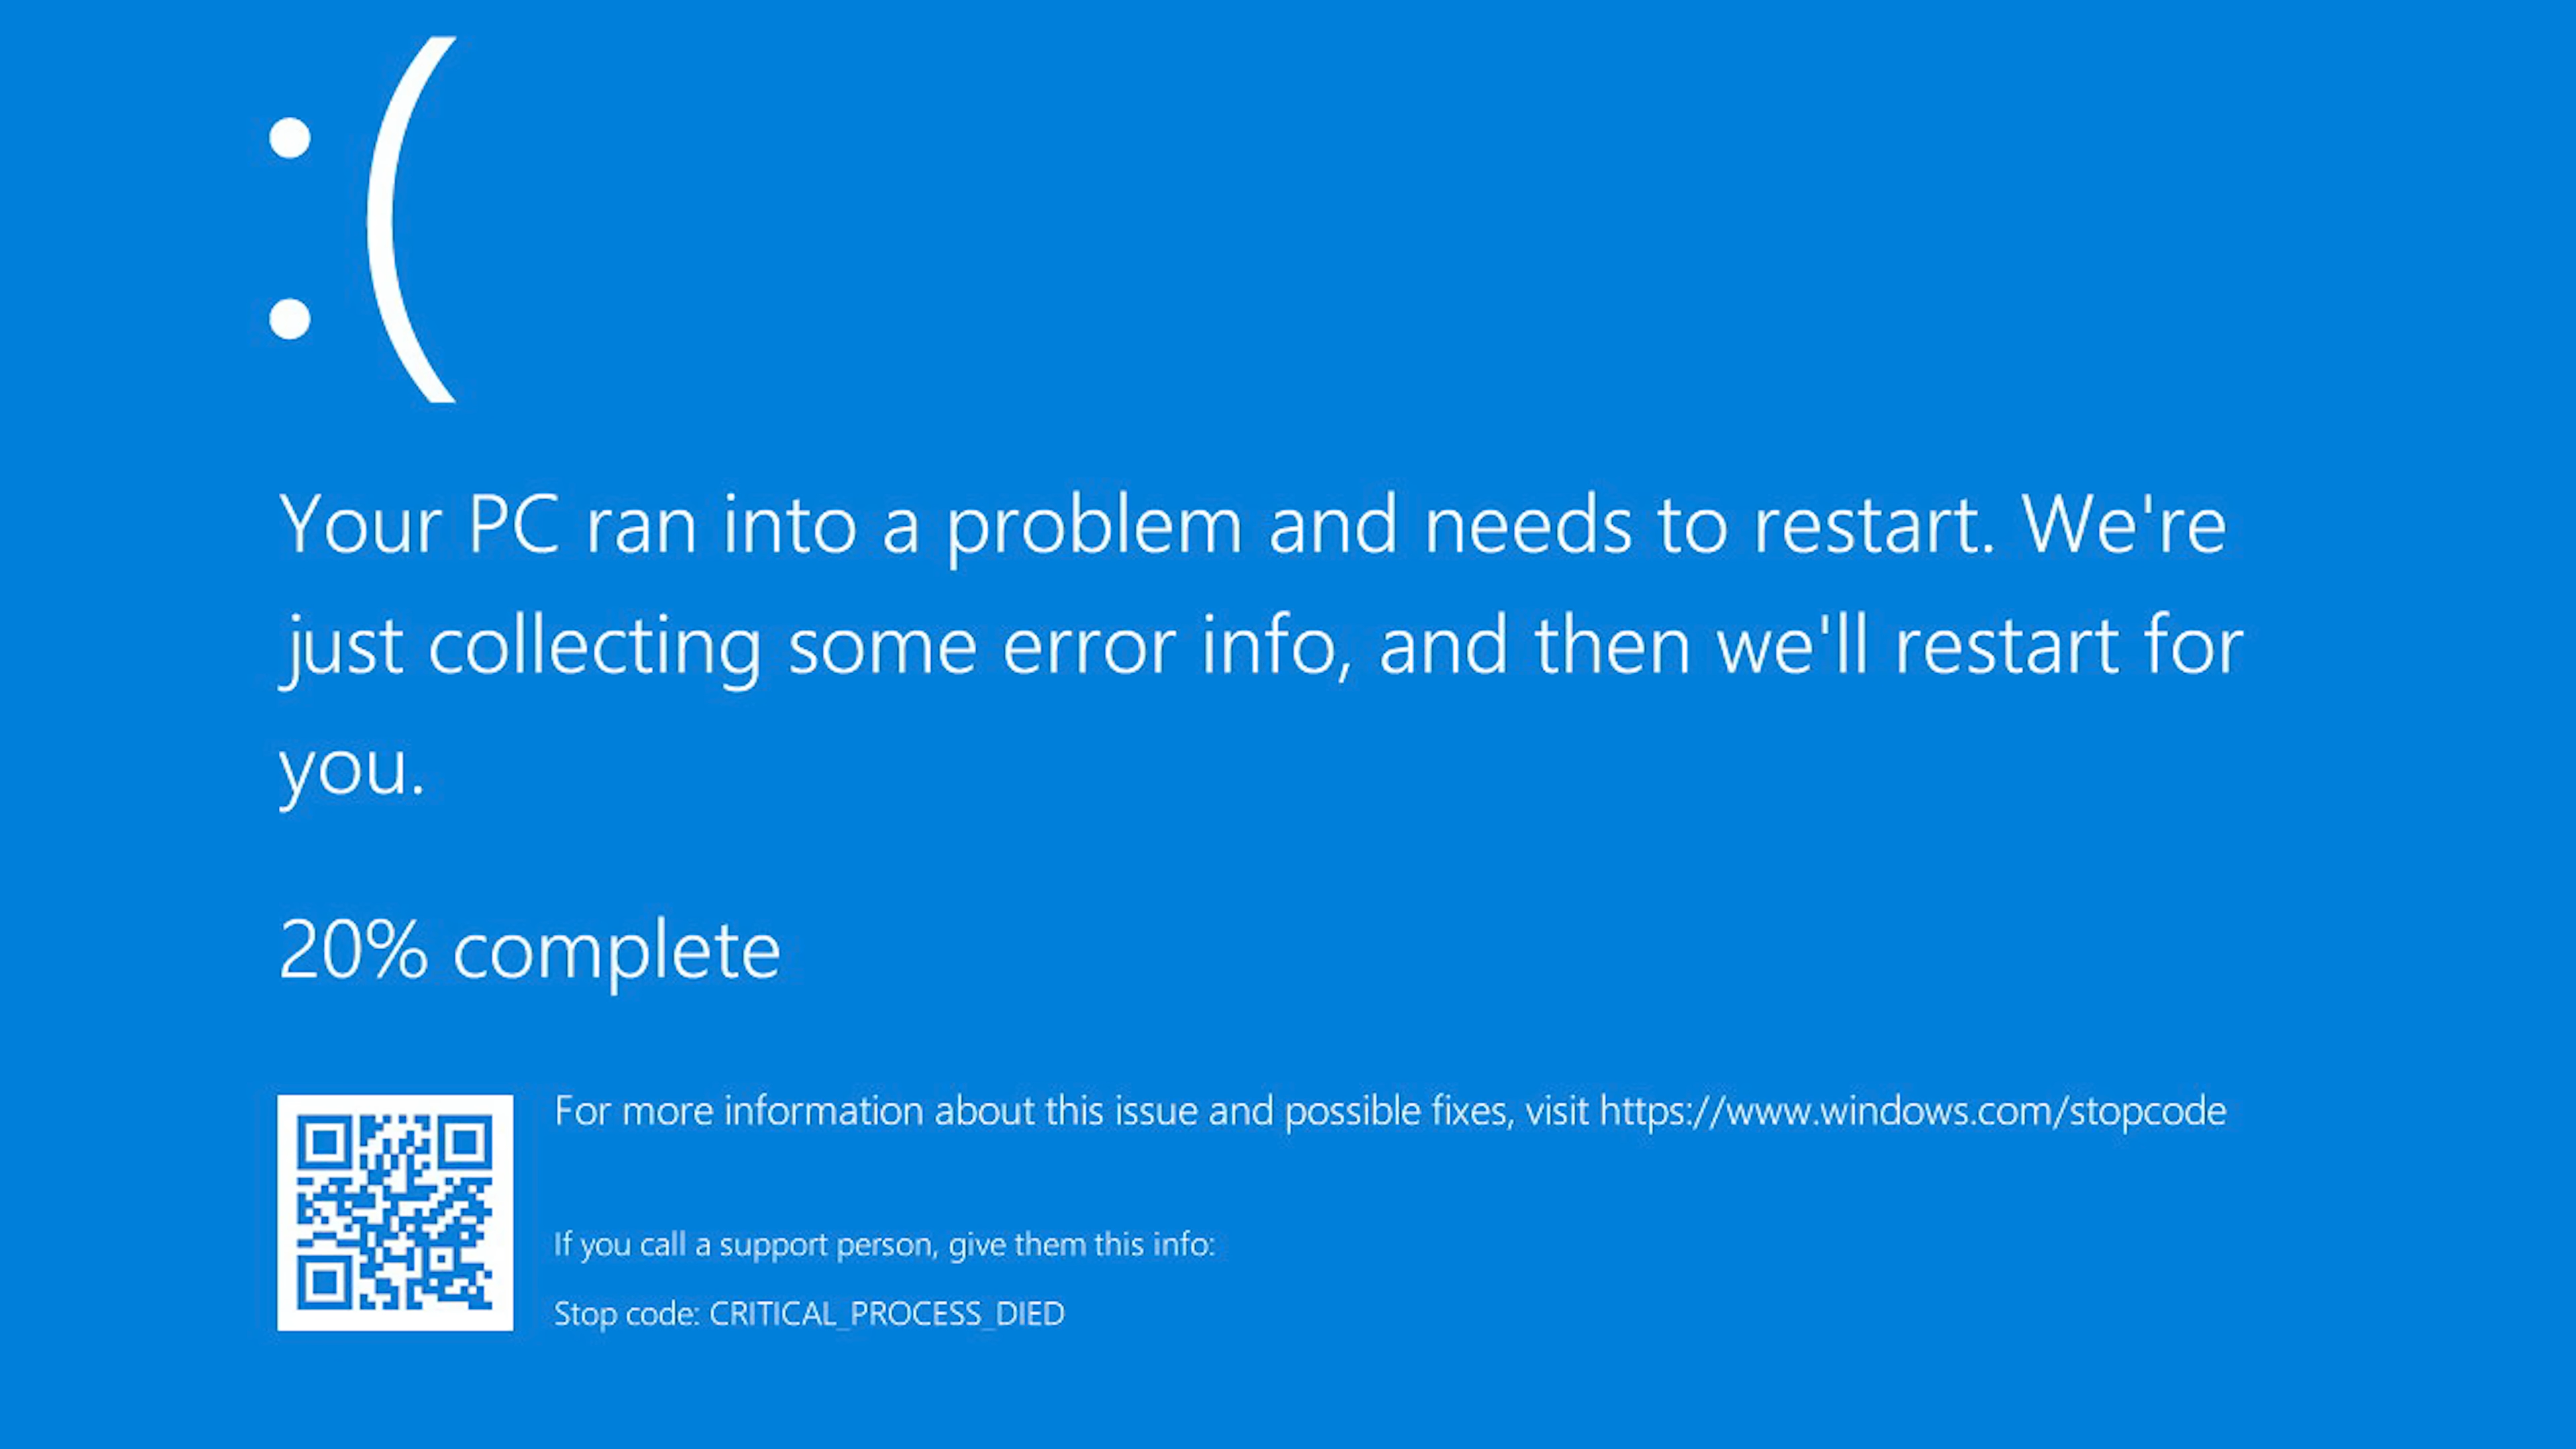 :(
Your PC ran into a problem and needs to restart. We're
just collecting some error info, and then we'll restart for
you.
20% complete
For more information about this issue and possible fixes, visit https://www.windows.com/stopcode
If you call a support person, give them this info:
Stop code: CRITICAL_PROCESS_DIED